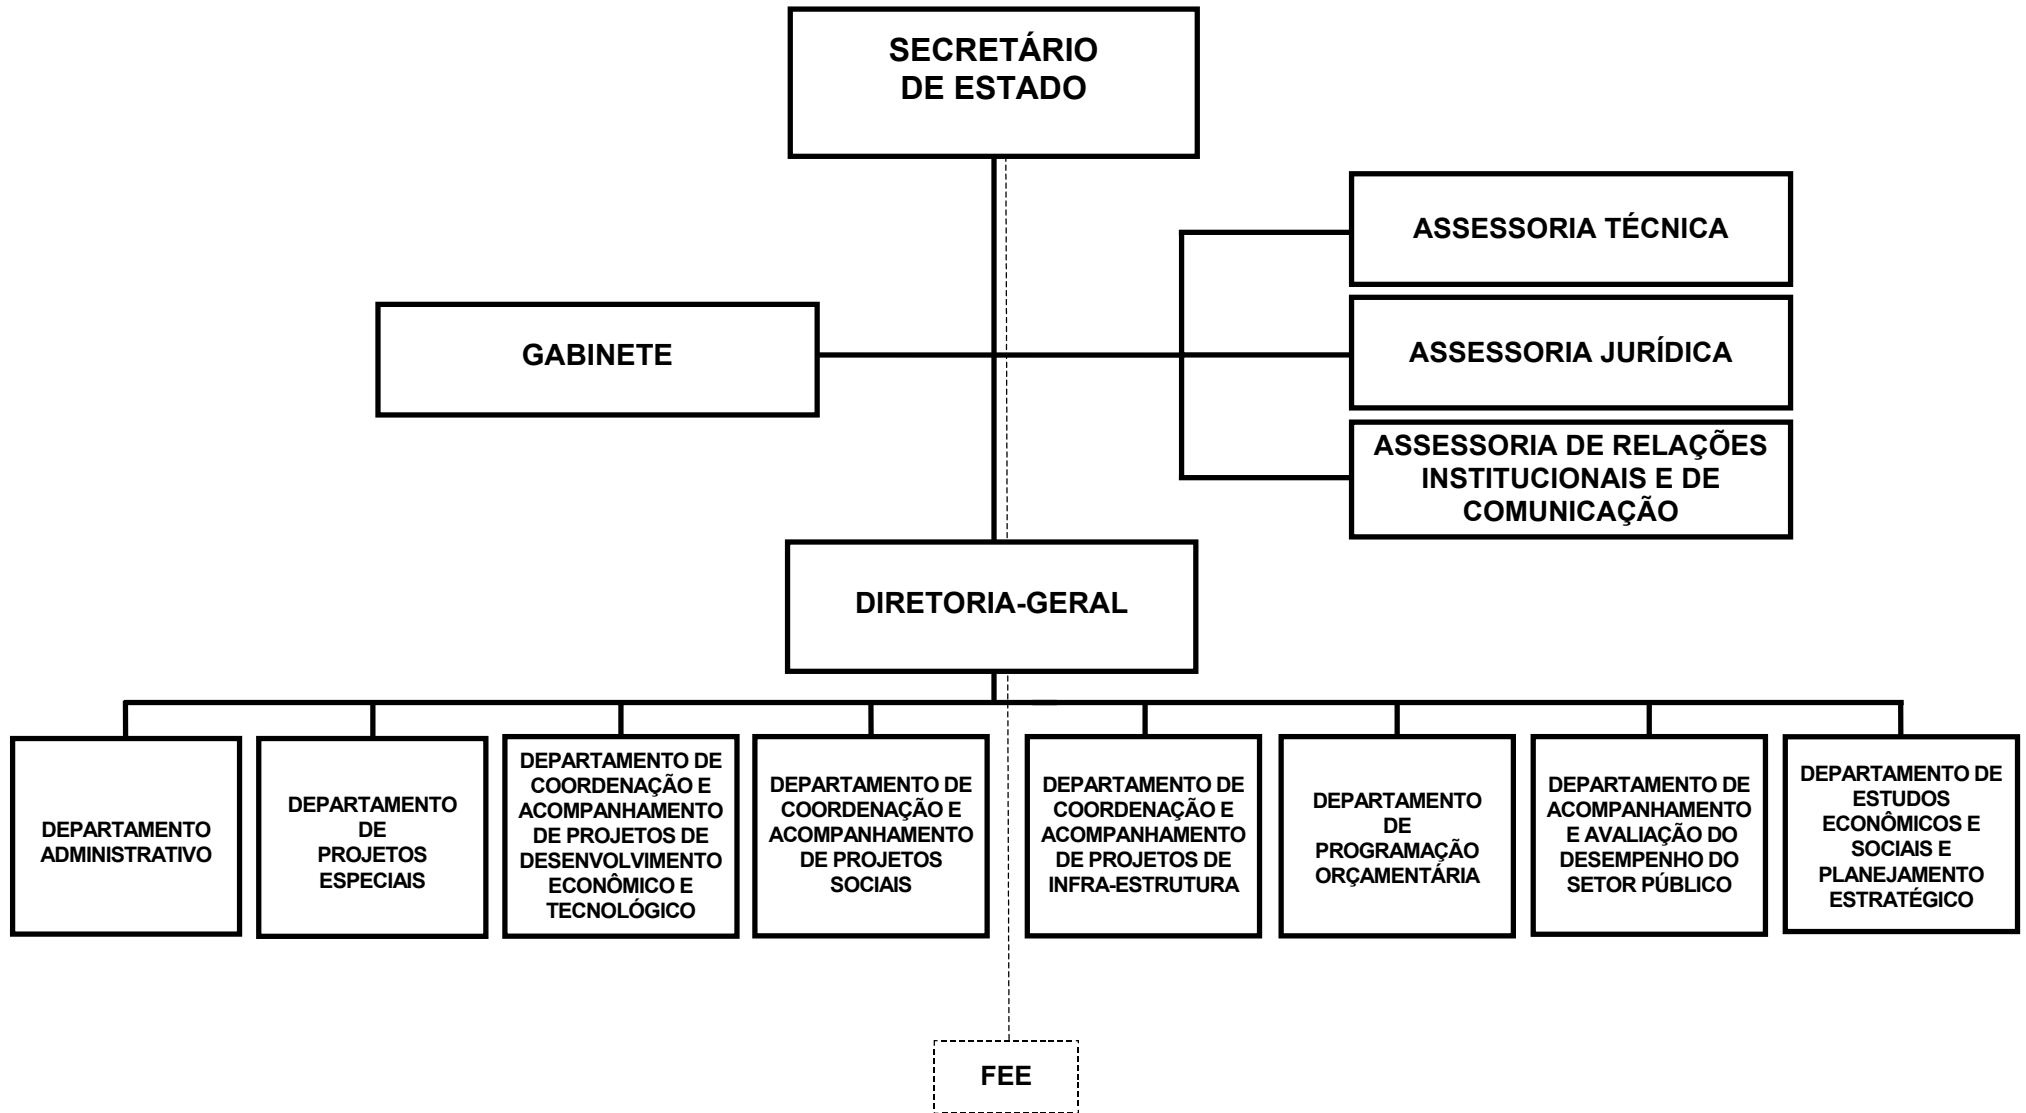 SECRETÁRIO
DE ESTADO
ASSESSORIA TÉCNICA
GABINETE
ASSESSORIA JURÍDICA
ASSESSORIA DE RELAÇÕES
INSTITUCIONAIS E DE
COMUNICAÇÃO
DIRETORIA-GERAL
DEPARTAMENTO
ADMINISTRATIVO
DEPARTAMENTO
DE
PROJETOS
ESPECIAIS
DEPARTAMENTO DE
COORDENAÇÃO E
ACOMPANHAMENTO
DE PROJETOS DE
DESENVOLVIMENTO
ECONÔMICO E
TECNOLÓGICO
DEPARTAMENTO DE
COORDENAÇÃO E
ACOMPANHAMENTO
DE PROJETOS
SOCIAIS
DEPARTAMENTO DE
COORDENAÇÃO E
ACOMPANHAMENTO
DE PROJETOS DE
INFRA-ESTRUTURA
DEPARTAMENTO
DE
PROGRAMAÇÃO
ORÇAMENTÁRIA
DEPARTAMENTO DE
ACOMPANHAMENTO
E AVALIAÇÃO DO
DESEMPENHO DO
SETOR PÚBLICO
DEPARTAMENTO DE
ESTUDOS
ECONÔMICOS E
SOCIAIS E
PLANEJAMENTO
ESTRATÉGICO
FEE